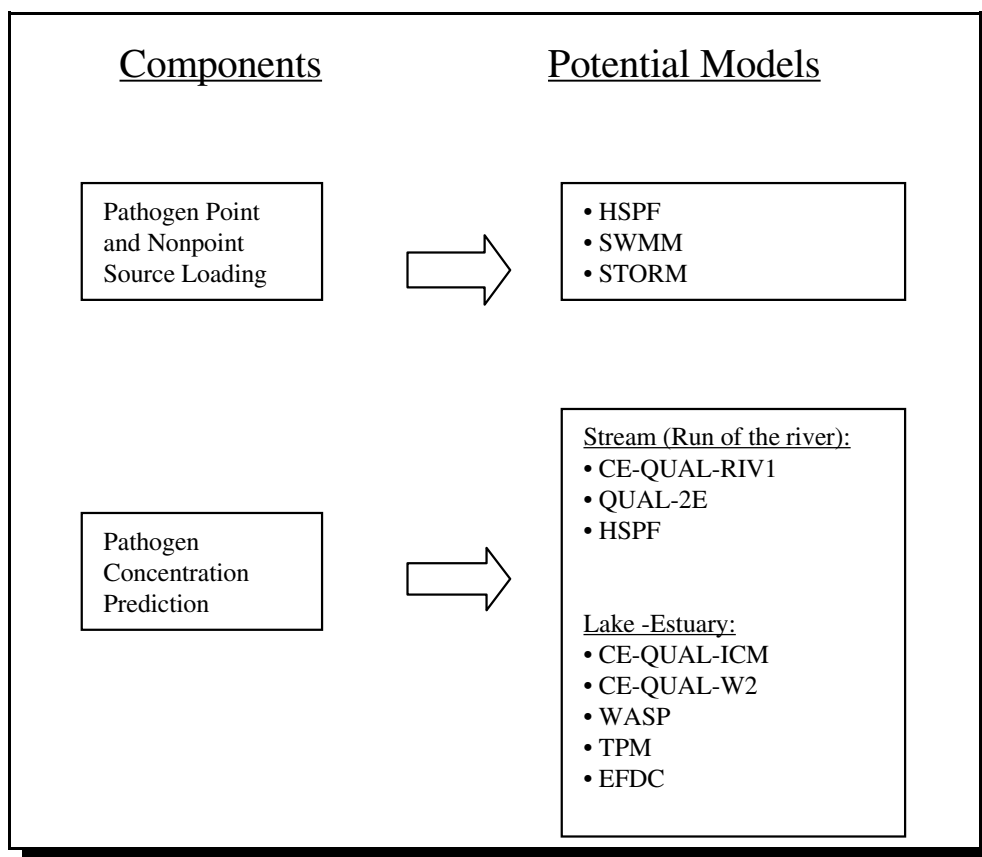 Components
Potential Models
Pathogen Point
and Nonpoint
Source Loading
• HSPF
• SWMM
• STORM
Pathogen
Concentration
Prediction
Stream (Run of the river):
• CE-QUAL-RIV1
• QUAL-2E
• HSPF
Lake -Estuary:
• CE-QUAL-ICM
• CE-QUAL-W2
• WASP
• TPM
• EFDC